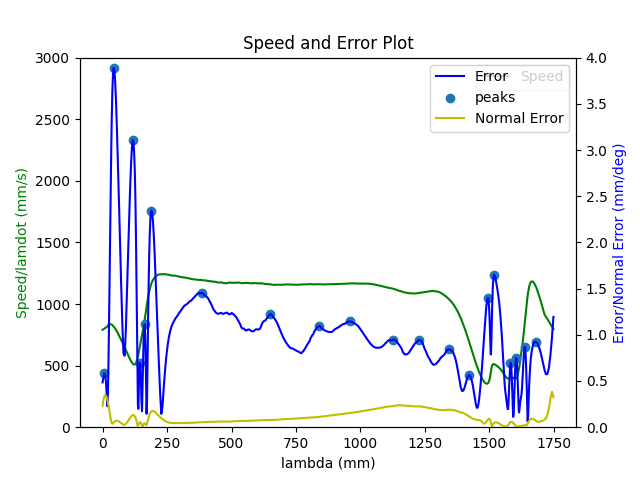 Speed and Error Plot
3000
2500
2000
1500
1000
500
0
Speed/lamdot (mm/s)
4.0
3.5
3.0
2.5
2.0
1.5
1.0
0.5
0.0
Error/Normal Error (mm/deg)
Error
Speed
peaks
Normal Error
0 250 500 750 1000 1250 1500 1750
lambda (mm)